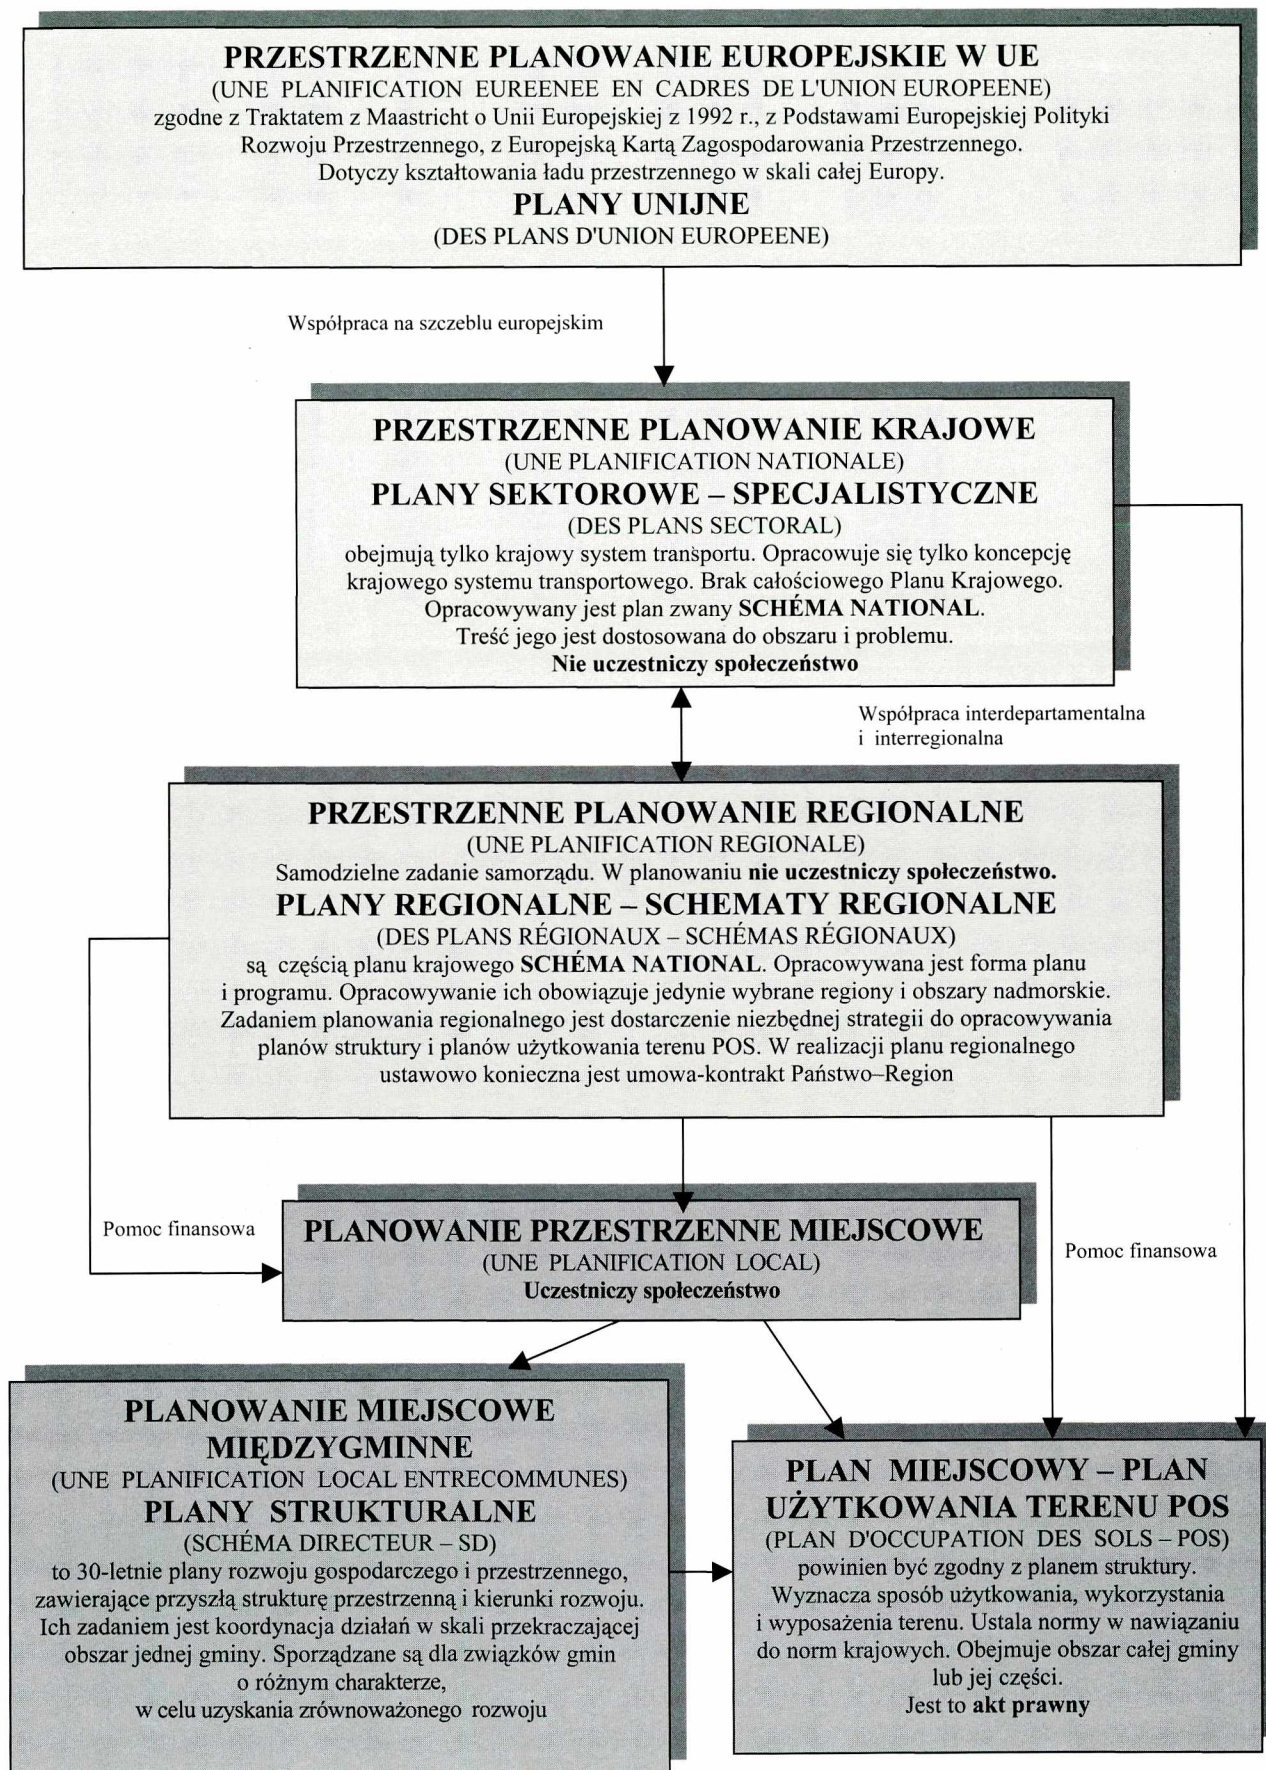 PRZESTRZENNE PLANOWANIE EUROPEJSKIE W UE
(UNE PLANIFICATION EUREENEE EN CADRES DE L'UNION EUROPEENE)
zgodne z Traktatem z Maastricht o Unii Europejskiej z 1992 r., z Podstawami Europejskiej Polityki
Rozwoju Przestrzennego, z Europejską Kartą Zagospodarowania Przestrzennego.
Dotyczy kształtowania ładu przestrzennego w skali całej Europy.
PLANY UNIJNE
(DES PLANS D'UNION EUROPEENE)
Współpraca na szczeblu europejskim
PRZESTRZENNE PLANOWANIE KRAJOWE
(UNE PLANIFICATION NATIONALE)
PLANY SEKTOROWE – SPECJALISTYCZNE
(DES PLANS SECTORAL)
obejmują tylko krajowy system transportu. Opracowuje się tylko koncepcję
krajowego systemu transportowego. Brak całościowego Planu Krajowego.
Opracowywany jest plan zwany SCHÉMA NATIONAL.
Treść jego jest dostosowana do obszaru i problemu.
Nie uczestniczy społeczeństwo
Współpraca interdepartamentalna
i interregionalna
PRZESTRZENNE PLANOWANIE REGIONALNE
(UNE PLANIFICATION REGIONALE)
Samodzielne zadanie samorządu. W planowaniu nie uczestniczy społeczeństwo.
PLANY REGIONALNE – SCHEMATY REGIONALNE
(DES PLANS RÉGIONAUX – SCHÉMAS RÉGIONAUX)
są częścią planu krajowego SCHÉMA NATIONAL. Opracowywana jest forma planu
i programu. Opracowywanie ich obowiązuje jedynie wybrane regiony i obszary nadmorskie.
Zadaniem planowania regionalnego jest dostarczenie niezbędnej strategii do opracowywania
planów struktury i planów użytkowania terenu POS. W realizacji planu regionalnego
ustawowo konieczna jest umowa-kontrakt Państwo–Region
Pomoc finansowa
PLANOWANIE PRZESTRZENNE MIEJSCOWE
(UNE PLANIFICATION LOCAL)
Uczestniczy społeczeństwo
Pomoc finansowa
PLANOWANIE MIEJSCOWE
MIĘDZYGMINNE
(UNE PLANIFICATION LOCAL ENTRECOMMUNES)
PLANY STRUKTURALNE
(SCHÉMA DIRECTEUR – SD)
to 30-letnie plany rozwoju gospodarczego i przestrzennego,
zawierające przyszłą strukturę przestrzenną i kierunki rozwoju.
Ich zadaniem jest koordynacja działań w skali przekraczającej
obszar jednej gminy. Sporządzane są dla związków gmin
o różnym charakterze,
w celu uzyskania zrównoważonego rozwoju
PLAN MIEJSCOWY – PLAN
UŻYTKOWANIA TERENU POS
(PLAN D'OCCUPATION DES SOLS – POS)
powinien być zgodny z planem struktury.
Wyznacza sposób użytkowania, wykorzystania
i wyposażenia terenu. Ustala normy w nawiązaniu
do norm krajowych. Obejmuje obszar całej gminy
lub jej części.
Jest to akt prawny